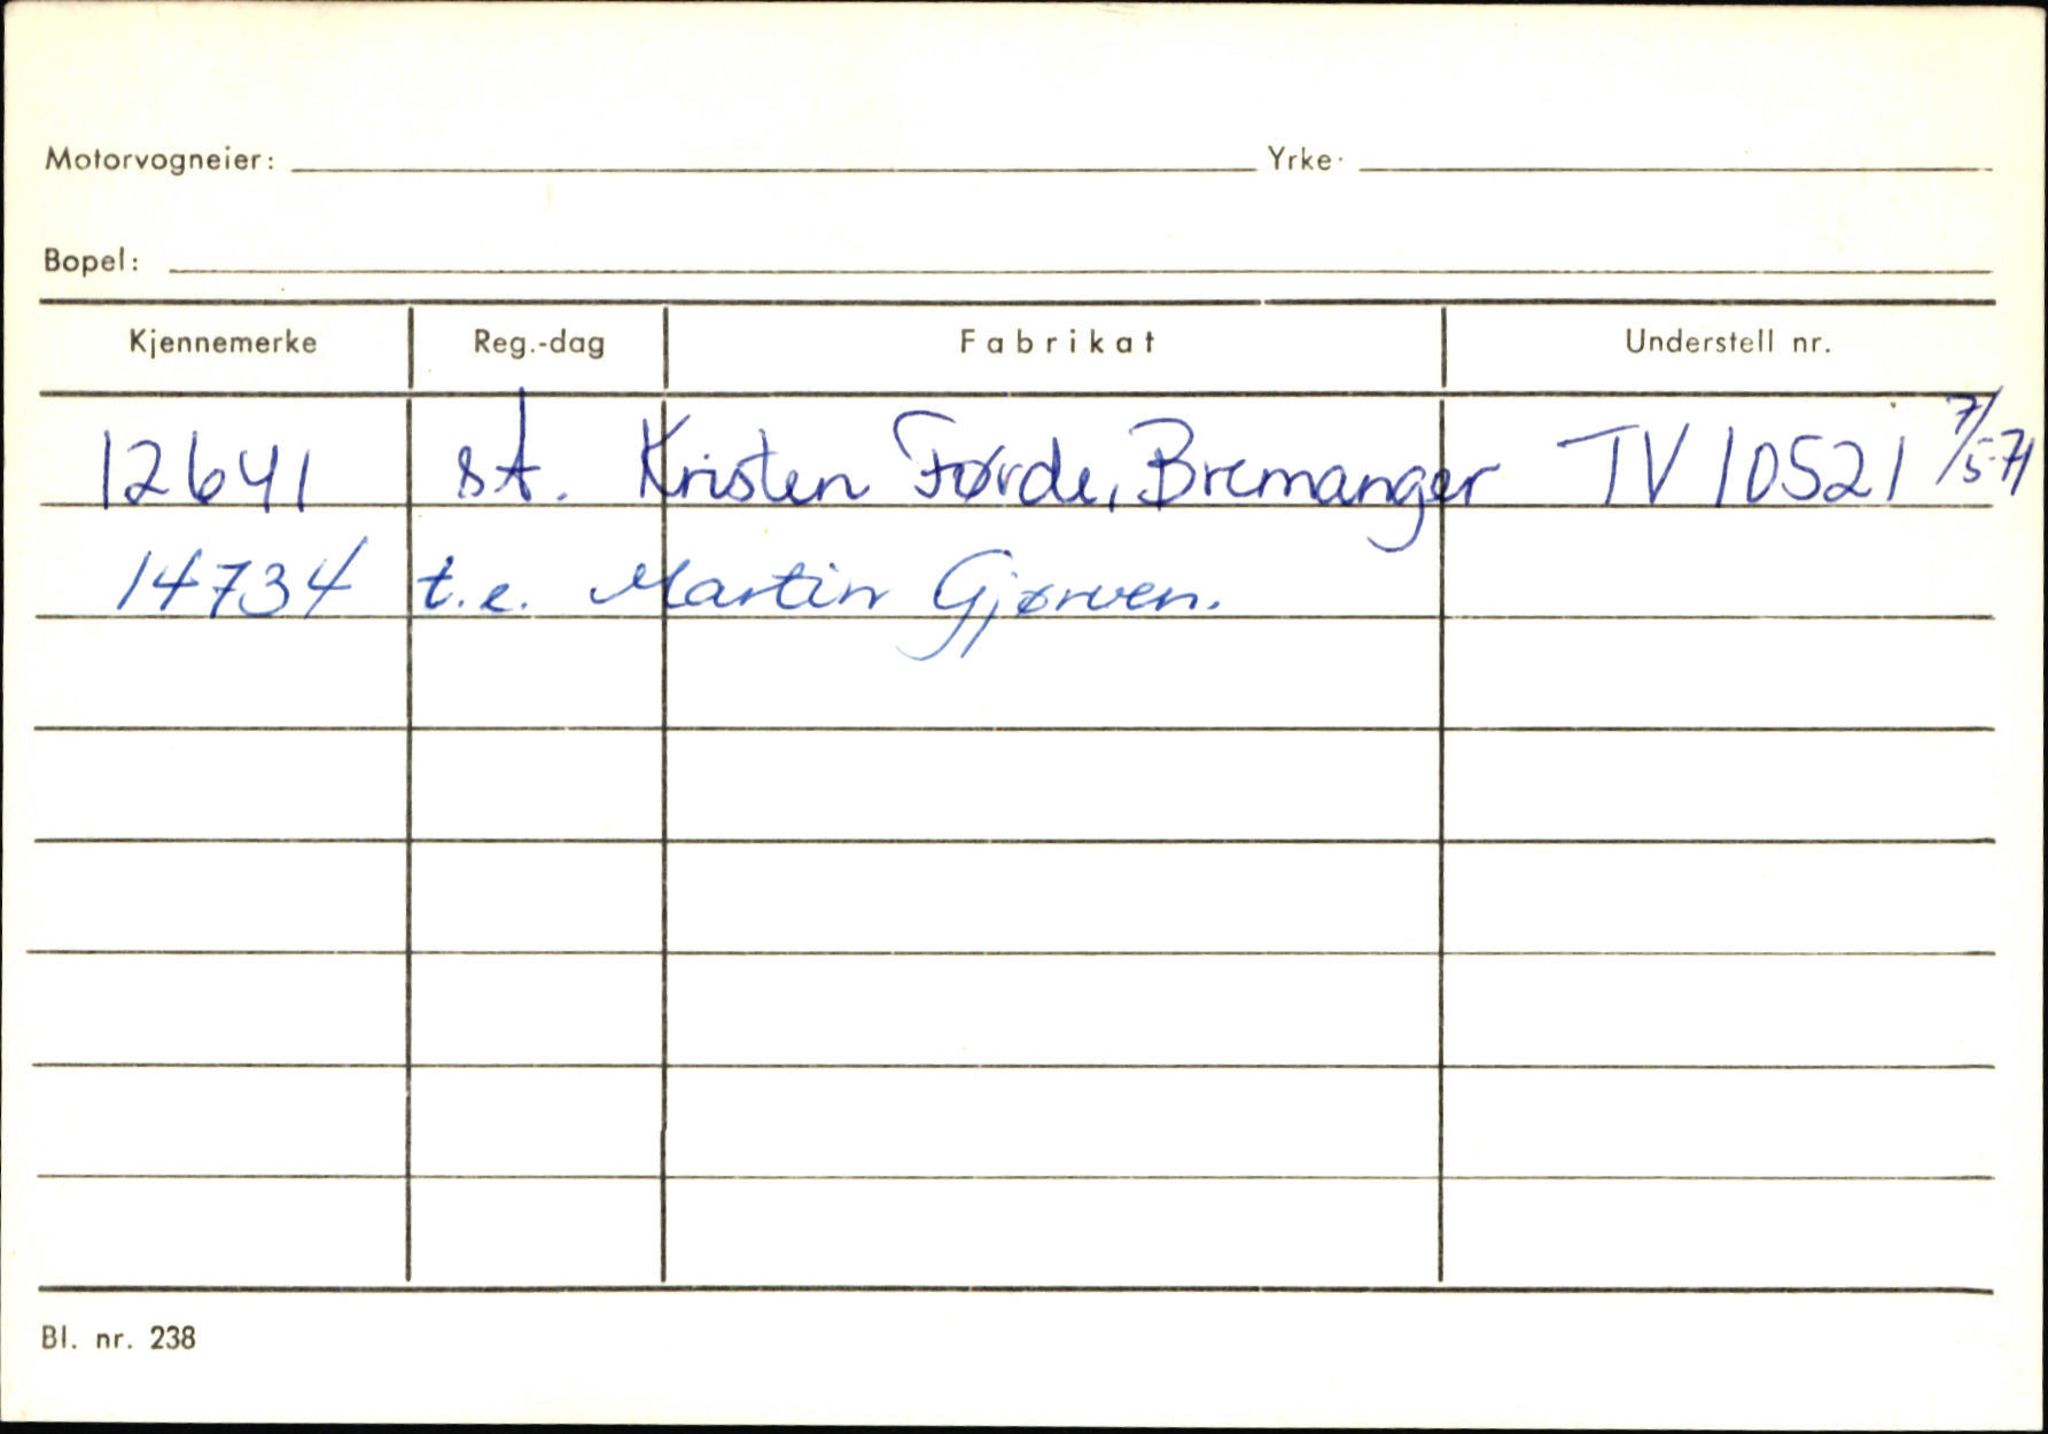 Motorvogneier: Yrke.
Bopel:
Kjennemerke Reg.-dag Fabrikat Understell nr.
12641 st. Kristen Førde, Bremanger TV 10521 7/5-71
14734 t.e. Martin Gjørven.
Bl. nr. 238